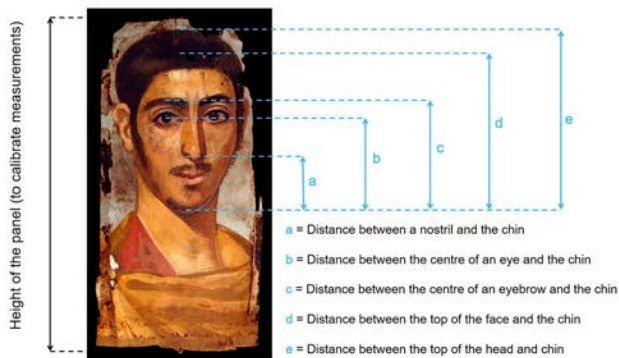 Height of the panel (to calibrate measurements)
a
b
c
d
e
a = Distance between a nostril and the chin
b = Distance between the centre of an eye and the chin
c = Distance between the centre of an eyebrow and the chin
d = Distance between the top of the face and the chin
e = Distance between the top of the head and chin